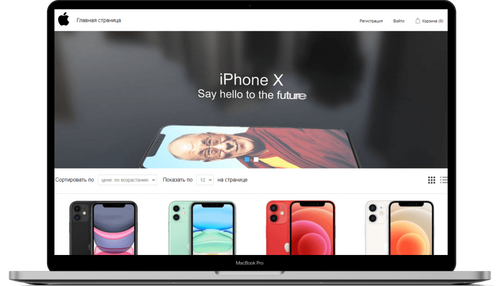 Главная страница
Регистрация Войти Корзина (0)
iPhone X
Say hello to the future
Сортировать по цене: по возрастанию Показать по 12 на странице
MacBook Pro